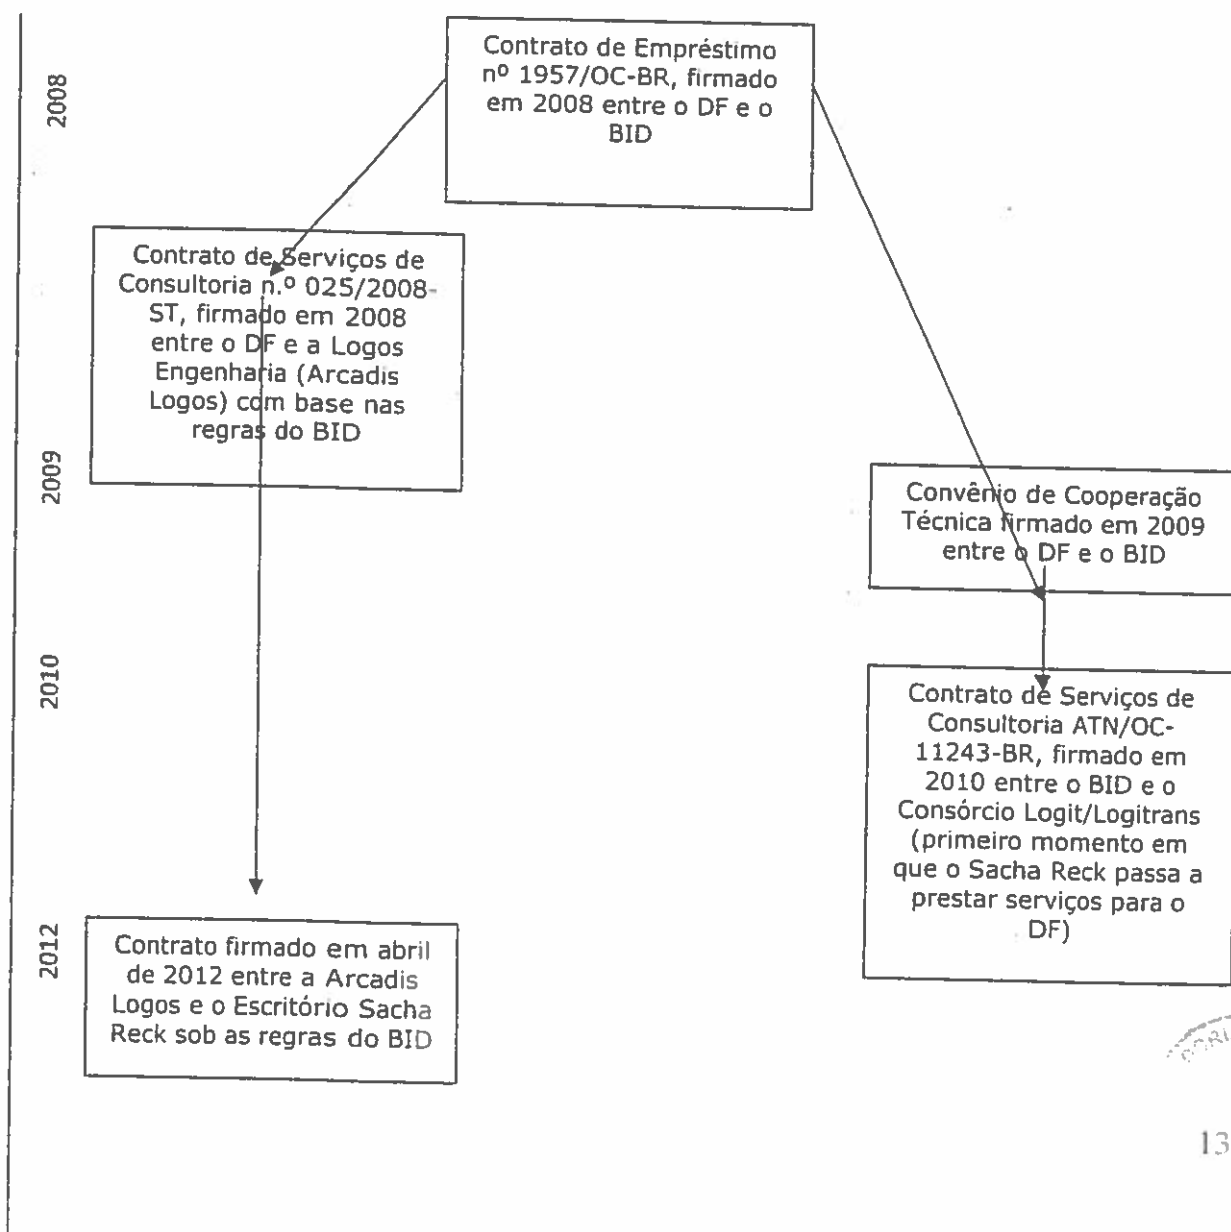 2008
Contrato de Empréstimo
nº 1957/OC-BR, firmado
em 2008 entre o DF e o
BID
Contrato de Serviços de
Consultoria n.º 025/2008-
ST, firmado em 2008
entre o DF e a Logos
Engenharia (Arcadis
Logos) com base nas
regras do BID
2009
Convênio de Cooperação
Técnica firmado em 2009
entre o DF e o BID
2010
Contrato de Serviços de
Consultoria ATN/OC-
11243-BR, firmado em
2010 entre o BID e o
Consórcio Logit/Logitrans
(primeiro momento em
que o Sacha Reck passa a
prestar serviços para o
DF)
2012
Contrato firmado em abril
de 2012 entre a Arcadis
Logos e o Escritório Sacha
Reck sob as regras do BID
13